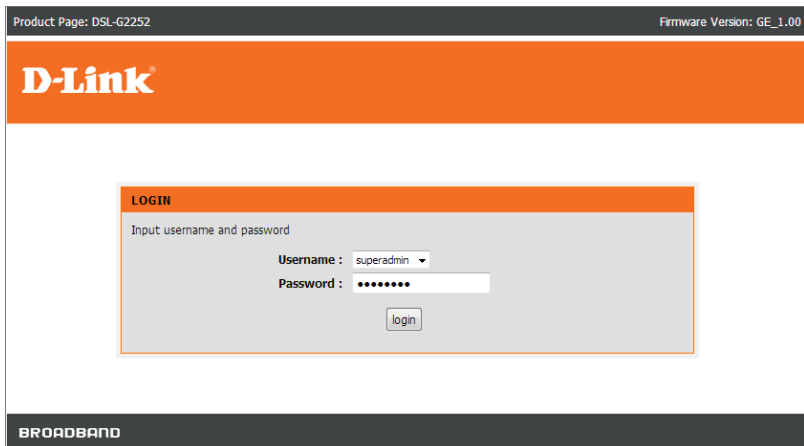 Product Page: DSL-G2252 Firmware Version: GE_1.00
D-Link®
LOGIN
Input username and password
Username : superadmin
Password : ••••••••
login
BROADBAND